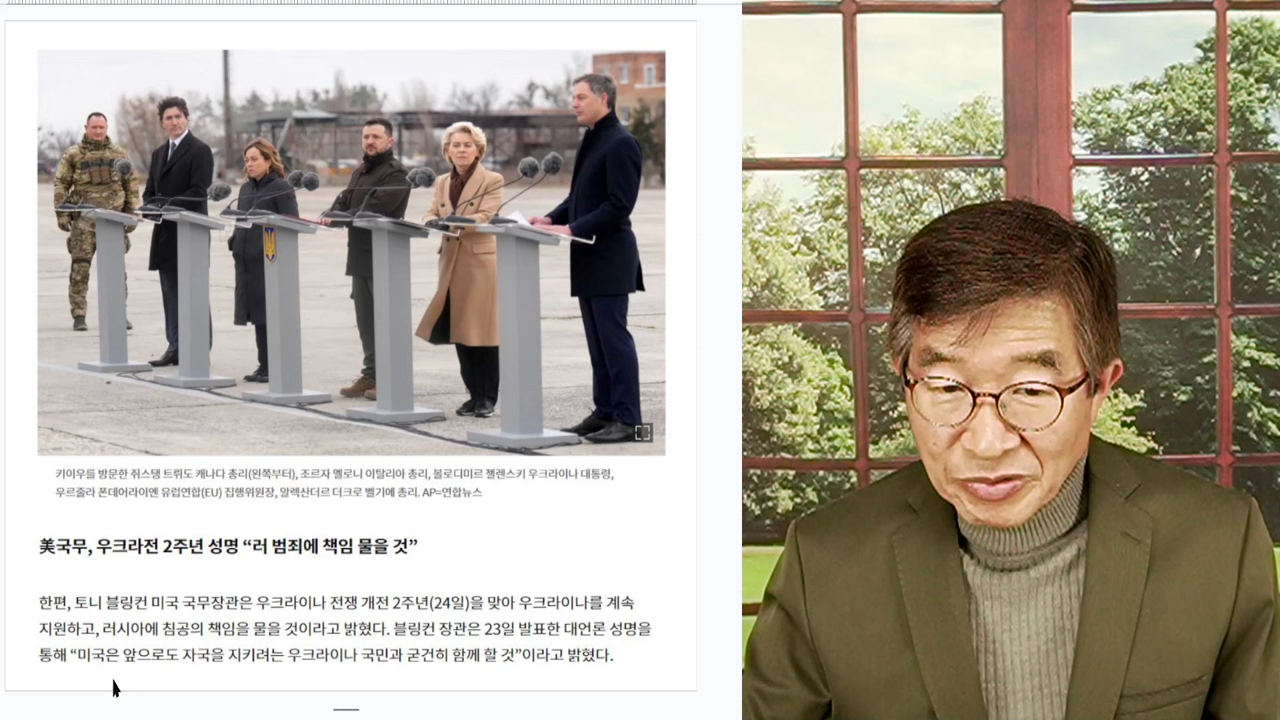 키이우를 방문한 쥐스탱 트뤼도 캐나다 총리(왼쪽부터), 조르자 멜로니 이탈리아 총리, 볼로디미르 젤렌스키 우크라이나 대통령,
우르줄라 폰데어라이엔 유럽연합(EU) 집행위원장, 알렉산더르 더크로 벨기에 총리. AP=연합뉴스
美국무, 우크라전 2주년 성명 “러 범죄에 책임 물을 것”
한편, 토니 블링컨 미국 국무장관은 우크라이나 전쟁 개전 2주년(24일)을 맞아 우크라이나를 계속
지원하고, 러시아에 침공의 책임을 물을 것이라고 밝혔다. 블링컨 장관은 23일 발표한 대언론 성명을
통해 “미국은 앞으로도 자국을 지키려는 우크라이나 국민과 굳건히 함께 할 것”이라고 밝혔다.